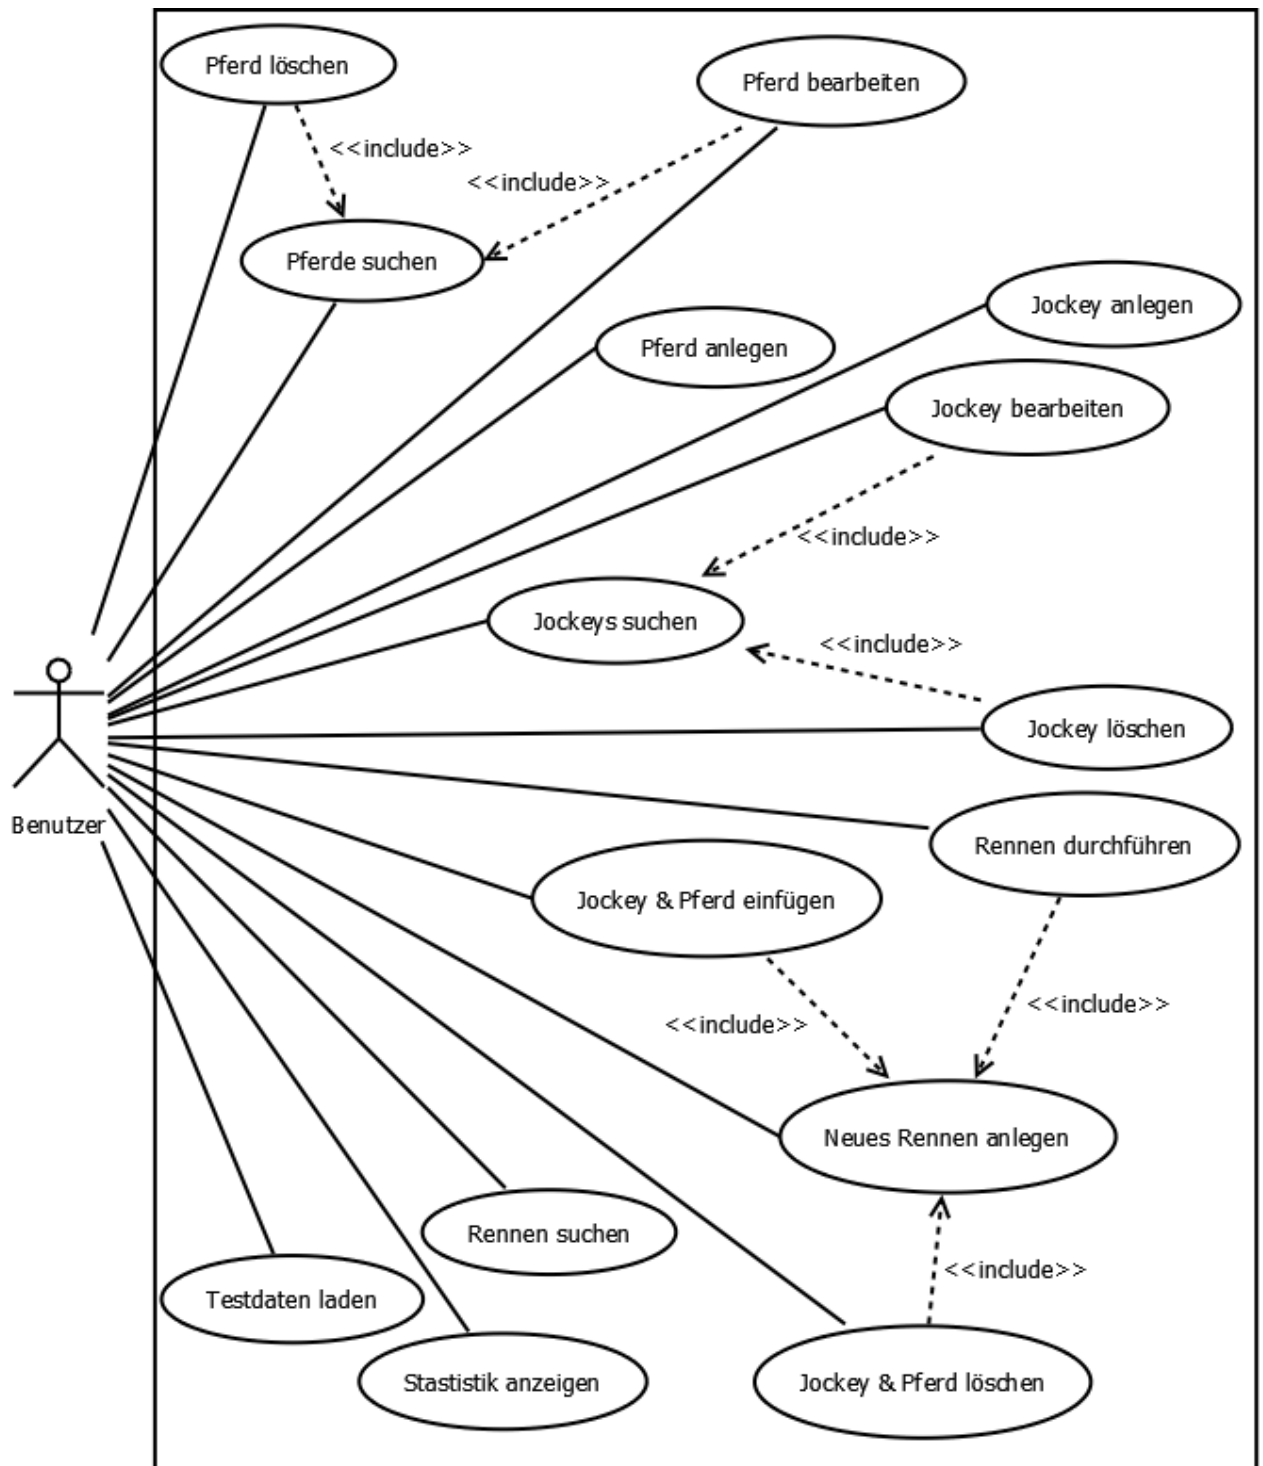 Pferd löschen
Pferd bearbeiten
<<include>>
<<include>>
Pferde suchen
Jockey anlegen
Pferd anlegen
Jockey bearbeiten
<<include>>
Jockeys suchen
<<include>>
Jockey löschen
Benutzer
Rennen durchführen
Jockey & Pferd einfügen
<<include>>
<<include>>
Neues Rennen anlegen
Rennen suchen
<<include>>
Testdaten laden
Stastistik anzeigen
Jockey & Pferd löschen